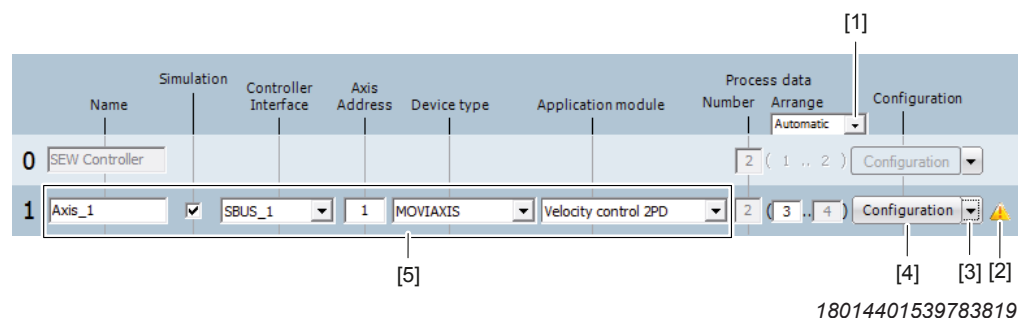 [1]
Simulation Controller Interface Axis Address Process data
Name Device type Application module Number Arrange Configuration
Automatic
0 SEW Controller 2 ( 1 .. 2 ) Configuration
1 Axis_1 SBUS_1 1 MOVIAXIS Velocity control 2PD 2 ( 3 .. 4 ) Configuration
[5] [4] [3] [2]
18014401539783819